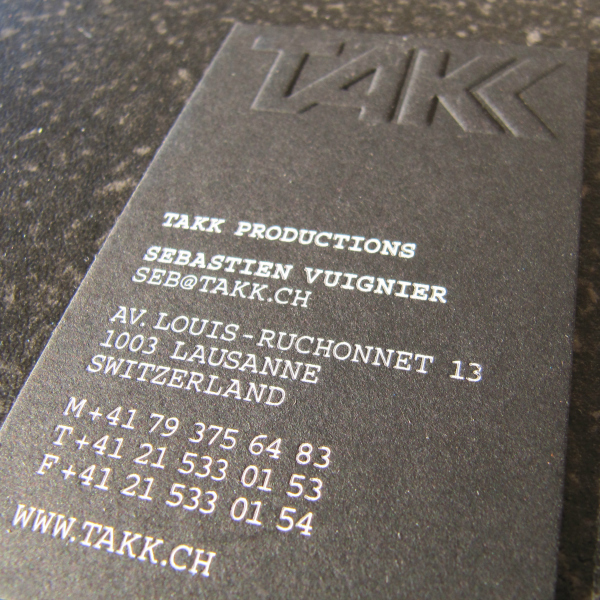 TAKK
TAKK PRODUCTIONS
SEBASTIEN VUIGNIER
SEB@TAKK.CH
AV. LOUIS-RUCHONNET 13
1003 LAUSANNE
SWITZERLAND
M+41 79 375 64 83
T+41 21 533 01 53
F+41 21 533 01 54
WWW.TAKK.CH